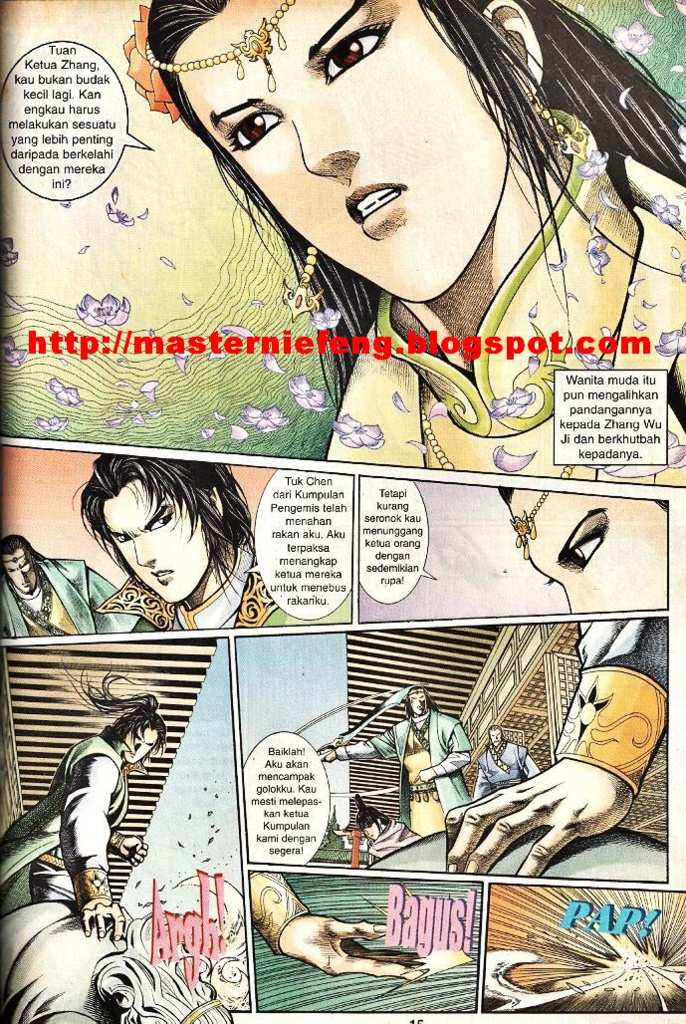 Tuan
Ketua Zhang,
kau bukan budak
kecil lagi. Kan
engkau harus
melakukan sesuatu
yang lebih penting
daripada berkelahi
dengan mereka
ini?
http://masterniefeng.blogspot.com
Wanita muda itu
pun mengalihkan
pandangannya
kepada Zhang Wu
Ji dan berkhutbah
kepadanya.
Tuk Chen
dari Kumpulan
Pengemis telah
menahan
rakan aku. Aku
terpaksa
menangkap
ketua mereka
untuk menebus
rakanku.
Tetapi
kurang
seronok kau
menunggang
ketua orang
dengan
sedemikian
rupa!
Baiklah!
Aku akan
mencampak
golokku. Kau
mesti melepas-
kan ketua
Kumpulan
kami dengan
segera!
Argh!
Bagus!
PAP!
15